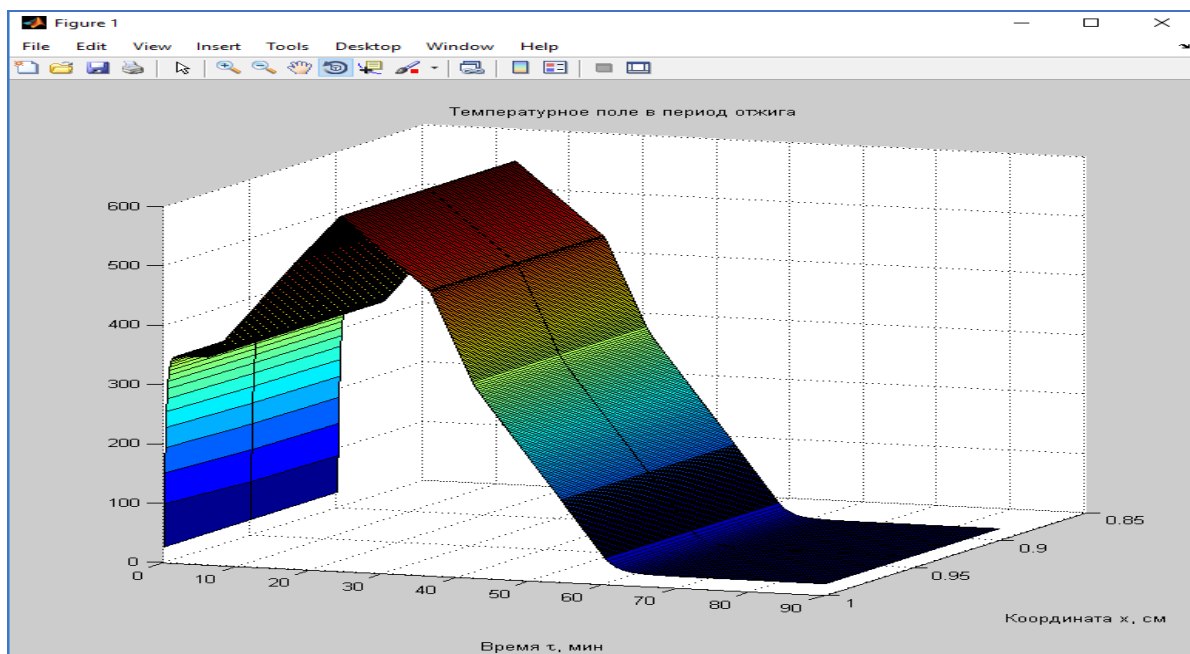 Figure 1
File Edit View Insert Tools Desktop Window Help
Температурное поле в период отжига
600
500
400
300
200
100
0
0 10 20 30 40 50 60 70 80 90
1 0.95 0.9 0.85
Координата x, см
Время τ, мин